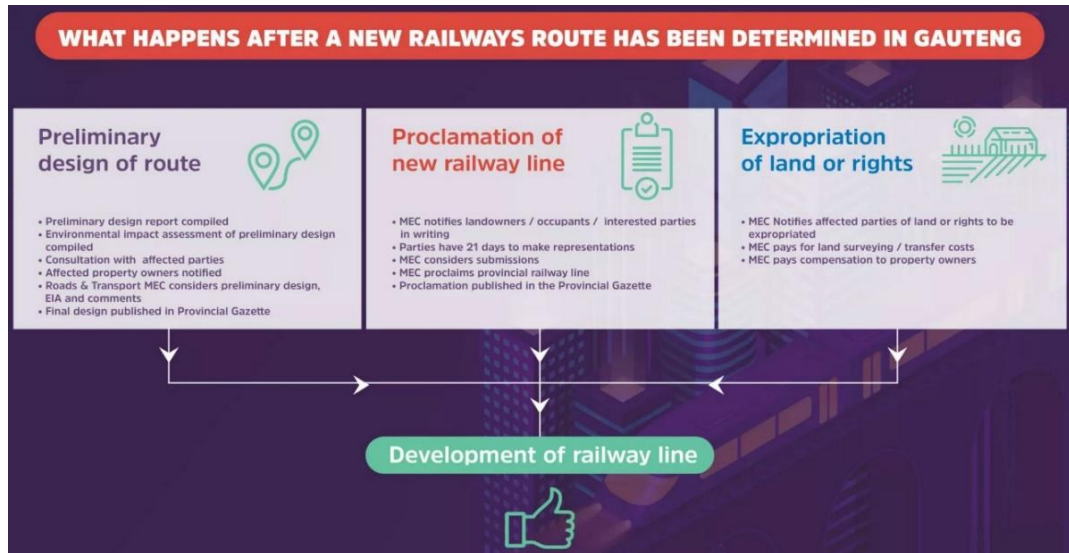 WHAT HAPPENS AFTER A NEW RAILWAYS ROUTE HAS BEEN DETERMINED IN GAUTENG
Preliminary
design of route
• Preliminary design report compiled
• Environmental impact assessment of preliminary design
compiled
• Consultation with affected parties
• Affected property owners notified
• Roads & Transport MEC considers preliminary design,
EIA and comments
• Final design published in Provincial Gazette
Proclamation of
new railway line
• MEC notifies landowners / occupants / interested parties
in writing
• Parties have 21 days to make representations
• MEC considers submissions
• MEC proclaims provincial railway line
• Proclamation published in the Provincial Gazette
Expropriation
of land or rights
• MEC Notifies affected parties of land or rights to be
expropriated
• MEC pays for land surveying / transfer costs
• MEC pays compensation to property owners
Development of railway line